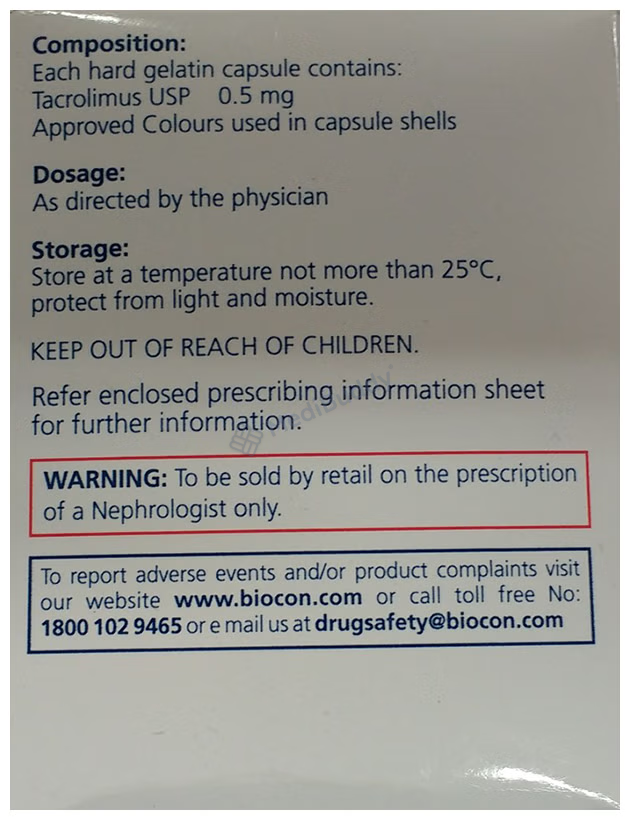 Composition:
Each hard gelatin capsule contains:
Tacrolimus USP 0.5 mg
Approved Colours used in capsule shells
Dosage:
As directed by the physician
Storage:
Store at a temperature not more than 25°C,
protect from light and moisture.
KEEP OUT OF REACH OF CHILDREN.
Refer enclosed prescribing information sheet
for further information.
MediBuddy
WARNING: To be sold by retail on the prescription
of a Nephrologist only.
To report adverse events and/or product complaints visit
our website www.biocon.com or call toll free No:
1800 102 9465 or e mail us at drugsafety@biocon.com